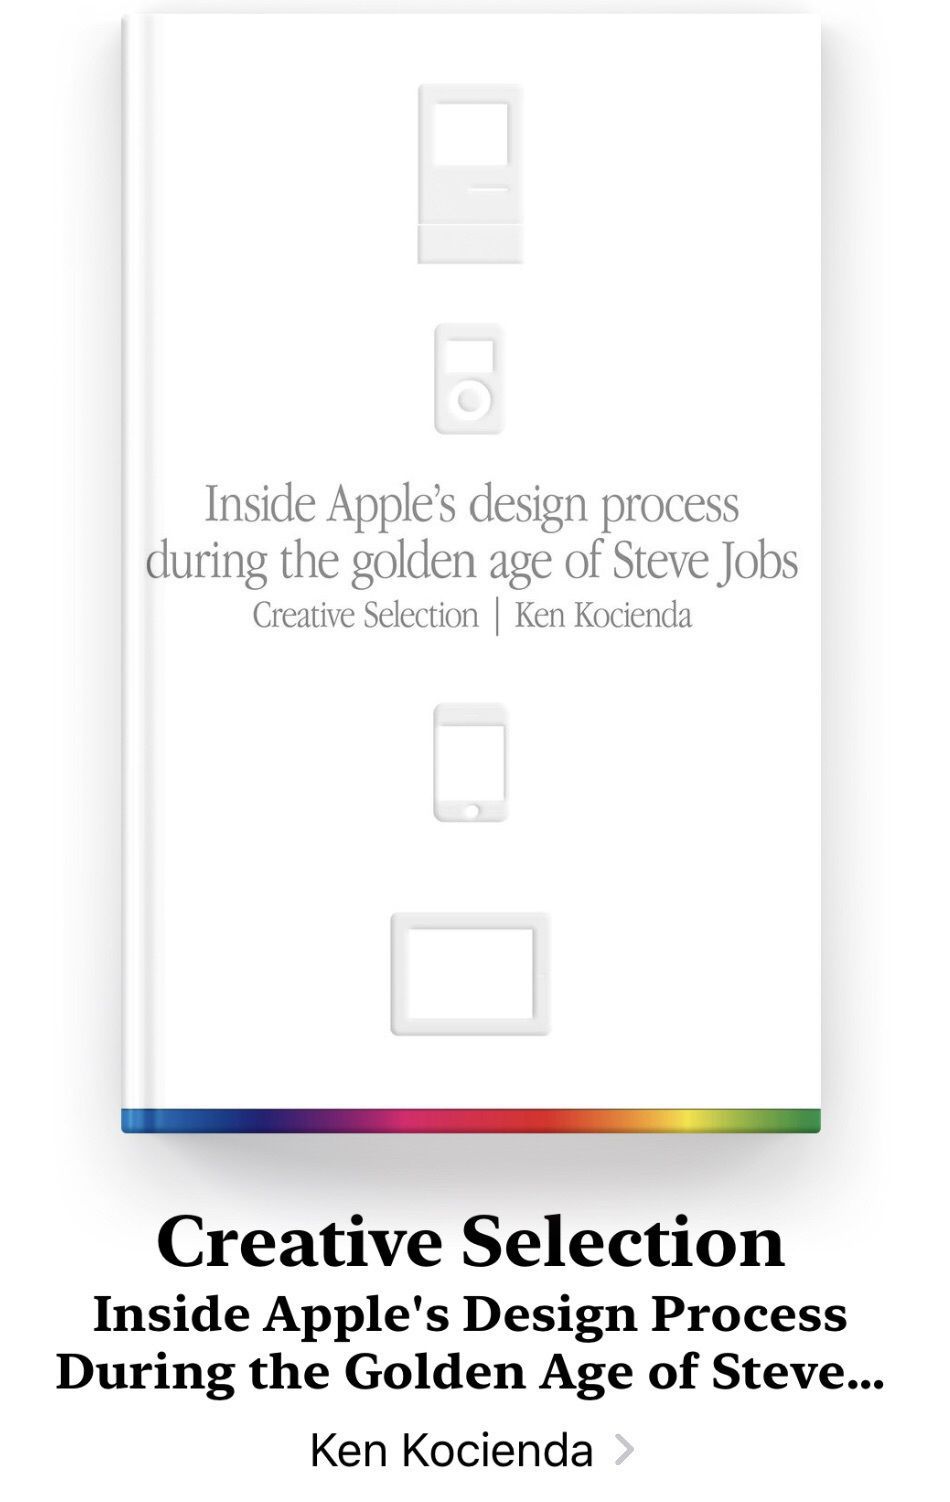 Inside Apple’s design process
during the golden age of Steve Jobs
Creative Selection | Ken Kocienda
Creative Selection
Inside Apple's Design Process
During the Golden Age of Steve...
Ken Kocienda